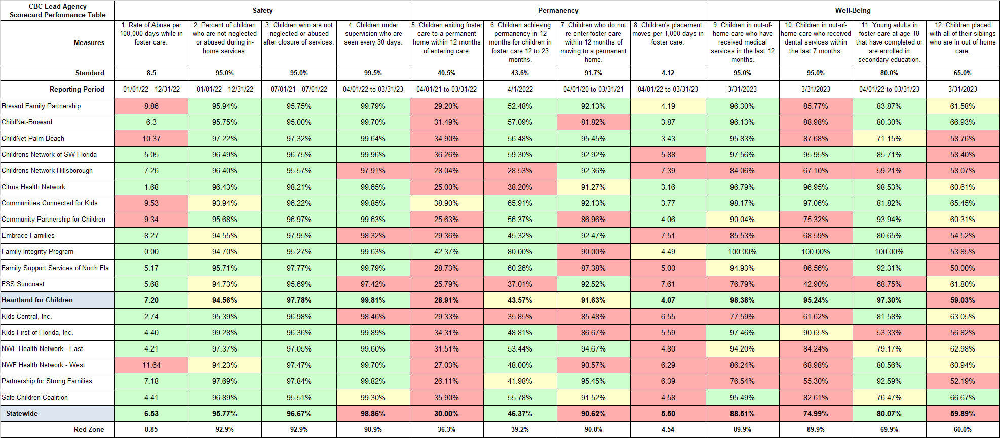 CBC Lead Agency
Scorecard Performance Table
Safety
Permanency
Well-Being
Measures
1. Rate of Abuse per
100,000 days while in
foster care.
2. Percent of children
who are not neglected
or abused during in-
home services.
3. Children who are not
neglected or abused
after closure of services.
4. Children under
supervision who are
seen every 30 days.
5. Children exiting foster
care to a permanent
home within 12 months
of entering care.
6. Children achieving
permanency in 12
months for children in
foster care 12 to 23
months.
7. Children who do not
re-enter foster care
within 12 months of
moving to a permanent
home.
8. Children's placement
moves per 1,000 days in
foster care.
9. Children in out-of-
home care who have
received medical
services in the last 12
months.
10. Children in out-of-
home care who received
dental services within
the last 7 months.
11. Young adults in
foster care at age 18
that have completed or
are enrolled in
secondary education.
12. Children placed
with all of their siblings
who are in out of home
care.
Standard 8.5 95.0% 95.0% 99.5% 40.5% 43.6% 91.7% 4.12 95.0% 95.0% 80.0% 65.0%
Reporting Period 01/01/22 - 12/31/22 01/01/22 - 12/31/22 07/01/21 - 07/01/22 04/01/22 to 03/31/23 04/01/21 to 03/31/22 4/1/2022 04/01/20 to 03/31/21 04/01/22 to 03/31/23 3/31/2023 3/31/2023 04/01/22 to 03/31/23 3/31/2023
Brevard Family Partnership 8.86 95.94% 95.75% 99.79% 29.20% 52.48% 92.13% 4.19 96.30% 85.77% 83.87% 61.58%
ChildNet-Broward 6.3 95.75% 95.00% 99.70% 31.49% 57.09% 81.82% 3.87 96.13% 88.98% 80.30% 66.93%
ChildNet-Palm Beach 10.37 97.22% 97.32% 99.64% 34.90% 56.48% 95.45% 3.43 95.83% 87.68% 71.15% 58.76%
Childrens Network of SW Florida 5.05 96.49% 96.75% 99.96% 36.26% 59.30% 92.92% 5.88 97.56% 95.95% 85.71% 58.40%
Childrens Network-Hillsborough 7.26 96.40% 95.57% 97.91% 28.04% 28.53% 92.36% 7.39 84.06% 67.10% 59.21% 58.07%
Citrus Health Network 1.68 96.43% 98.21% 99.65% 25.00% 38.20% 91.27% 3.16 96.79% 96.95% 98.53% 60.61%
Communities Connected for Kids 9.53 93.94% 96.22% 99.85% 38.90% 65.91% 92.13% 3.77 98.17% 97.06% 81.82% 65.45%
Community Partnership for Children 9.34 95.68% 96.97% 99.63% 25.63% 56.37% 86.96% 4.06 90.04% 75.32% 93.94% 60.31%
Embrace Families 8.27 94.55% 97.95% 98.32% 29.36% 45.32% 92.47% 7.51 85.53% 68.59% 80.65% 54.52%
Family Integrity Program 0.00 94.70% 95.27% 99.63% 42.37% 80.00% 90.00% 4.49 100.00% 100.00% 100.00% 53.85%
Family Support Services of North Fla 5.17 95.71% 97.77% 99.79% 28.73% 60.26% 87.38% 5.00 94.93% 86.56% 92.31% 50.00%
FSS Suncoast 5.68 94.73% 95.69% 97.42% 25.79% 37.01% 92.52% 7.61 76.79% 42.90% 68.75% 61.80%
Heartland for Children 7.20 94.56% 97.78% 99.81% 28.91% 43.57% 91.63% 4.07 98.38% 95.24% 97.30% 59.03%
Kids Central, Inc. 2.74 95.39% 96.98% 98.46% 29.33% 35.85% 85.48% 6.55 77.59% 61.62% 81.58% 63.05%
Kids First of Florida, Inc. 4.40 99.28% 96.36% 99.89% 34.31% 48.81% 86.67% 5.59 97.46% 90.65% 53.33% 56.82%
NWF Health Network - East 4.21 97.37% 97.05% 99.60% 31.51% 53.44% 94.67% 4.80 94.20% 84.24% 79.17% 62.98%
NWF Health Network - West 11.64 94.23% 97.47% 99.70% 27.03% 48.00% 90.57% 6.29 86.24% 68.98% 80.56% 60.94%
Partnership for Strong Families 7.18 97.69% 97.84% 99.82% 26.11% 41.98% 95.45% 6.39 76.54% 55.30% 92.59% 52.19%
Safe Children Coalition 4.41 96.89% 95.51% 99.30% 35.90% 55.78% 91.52% 4.58 95.49% 82.61% 76.47% 66.67%
Statewide 6.53 95.77% 96.67% 98.86% 30.00% 46.37% 90.62% 5.50 88.51% 74.99% 80.07% 59.89%
Red Zone 8.85 92.9% 92.9% 98.9% 36.3% 39.2% 90.8% 4.54 89.9% 89.9% 69.9% 60.0%